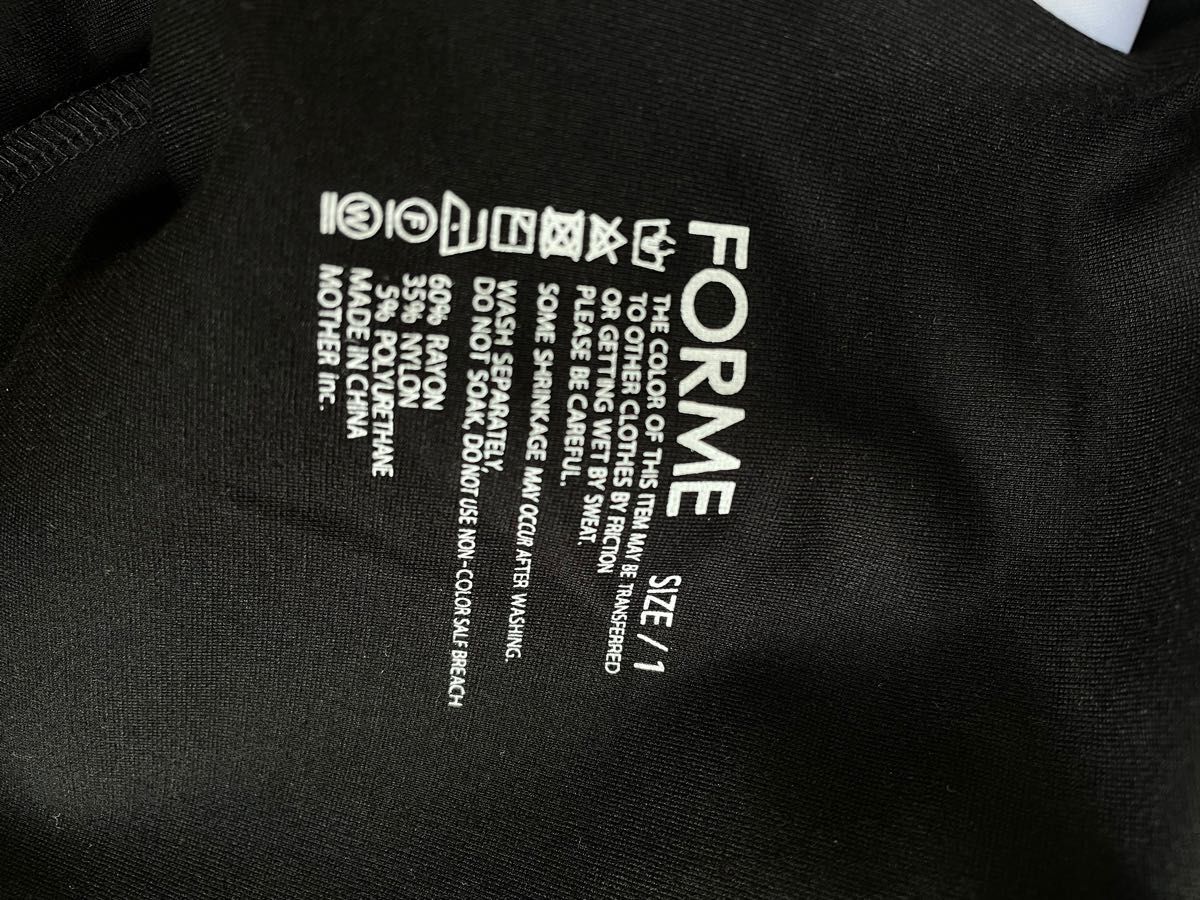 FORME
SIZE / 1
THE COLOR OF THIS ITEM MAY BE TRANSFERRED
TO OTHER CLOTHES BY FRICTION
OR GETTING WET BY SWEAT.
PLEASE BE CAREFUL.
SOME SHRINKAGE MAY OCCUR AFTER WASHING.
WASH SEPARATELY,
DO NOT SOAK, DO NOT USE NON-COLOR SALF BREACH
60% RAYON
35% NYLON
5% POLYURETHANE
MADE IN CHINA
MOTHER inc.
F
W